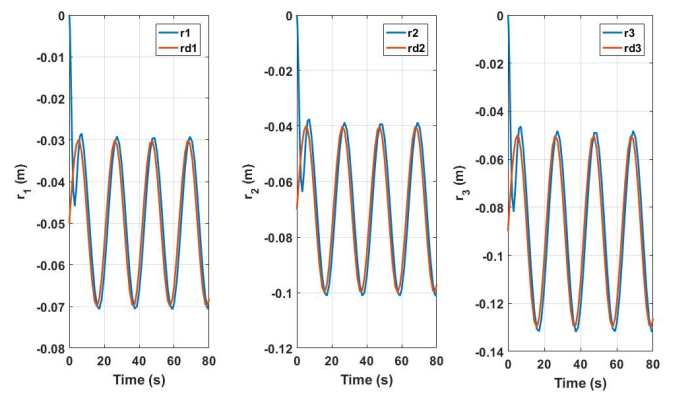 0
-0.01
-0.02
-0.03
-0.04
-0.05
-0.06
-0.07
-0.08
r1 (m)
0 20 40 60 80
Time (s)
r1
rd1
0
-0.02
-0.04
-0.06
-0.08
-0.1
-0.12
r2 (m)
0 20 40 60 80
Time (s)
r2
rd2
0
-0.02
-0.04
-0.06
-0.08
-0.1
-0.12
-0.14
r3 (m)
0 20 40 60 80
Time (s)
r3
rd3